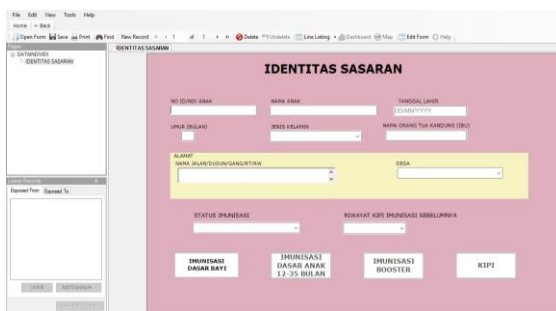 File Edit View Tools Help
Home Back
Open Form Save Print Find New Record 1 of 1 Delete Undelete Line Listing Dashboard Map Edit Form Help
Pages
DATAINDIVIDU
IDENTITAS SASARAN
IDENTITAS SASARAN
IDENTITAS SASARAN
NO ID/NIK ANAK NAMA ANAK TANGGAL LAHIR
DD/MM/YYYY
UMUR (BULAN) JENIS KELAMIN NAMA ORANG TUA KANDUNG (IBU)
ALAMAT
NAMA JALAN/DUSUN/GANG/RT/RW DESA
Linked Records
Exposed From Exposed To
STATUS IMUNISASI RIWAYAT KIPI IMUNISASI SEBELUMNYA
IMUNISASI DASAR BAYI
IMUNISASI DASAR ANAK 12-35 BULAN
IMUNISASI BOOSTER
KIPI
Add Exposure